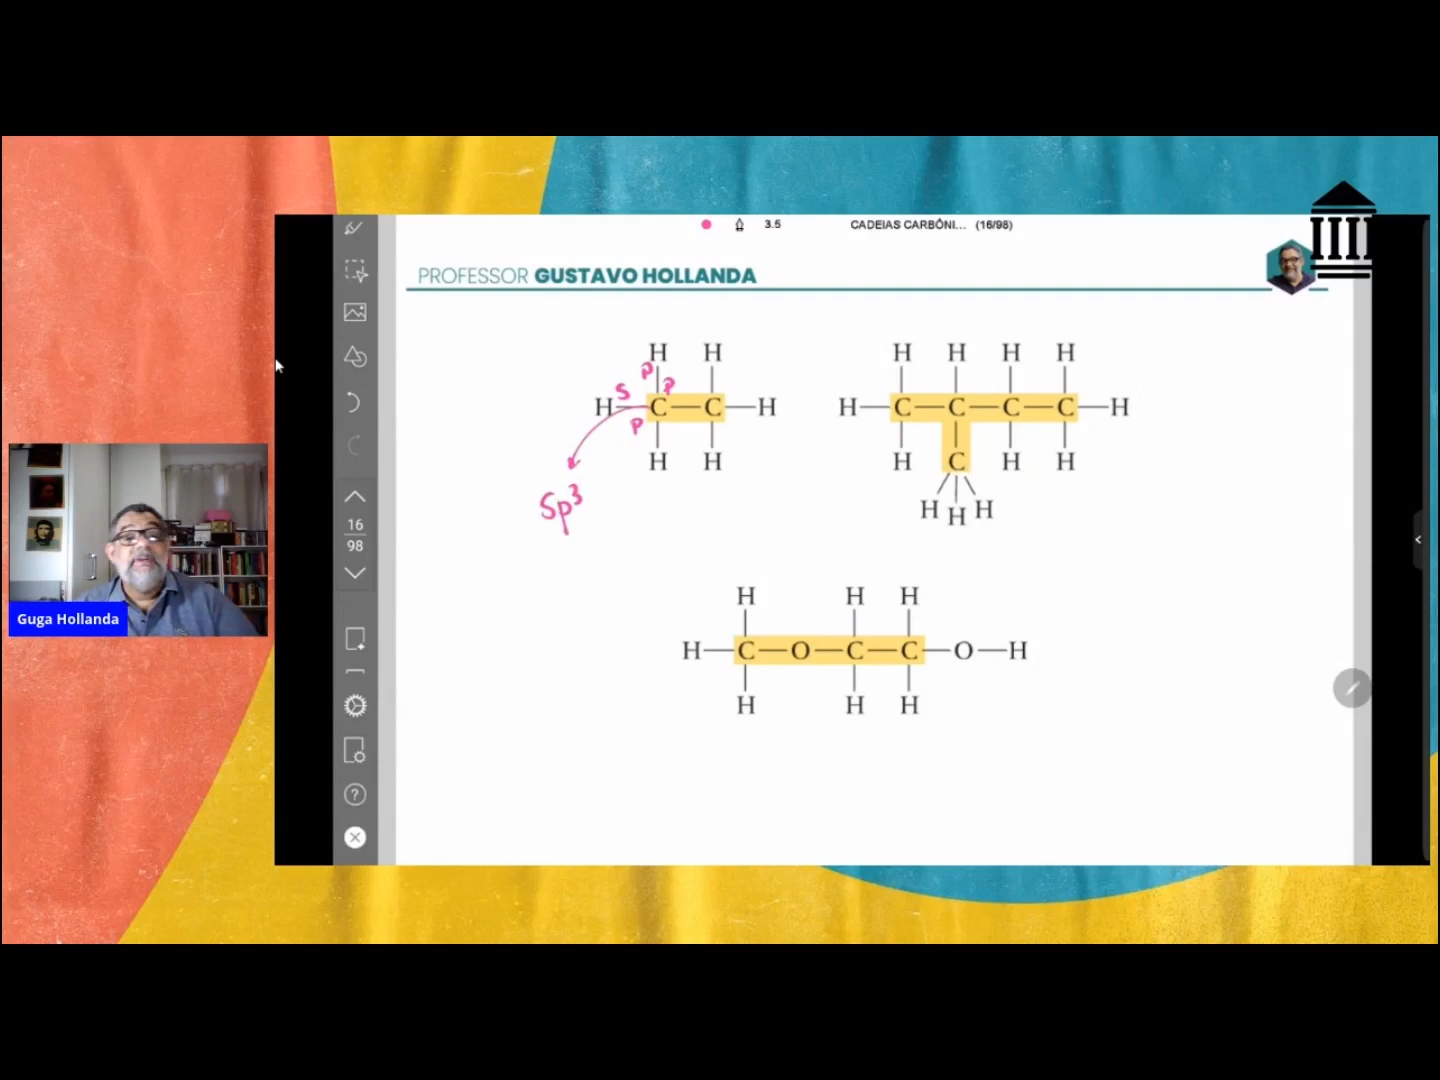 3.5 CADEIAS CARBÔNI... (16/98)
PROFESSOR GUSTAVO HOLLANDA
H H
p p
s
H—C—C—H
p
H H
Sp³
H H H H
H—C—C—C—C—H
H C H H
H H H
16
98
Guga Hollanda
H H H
H—C—O—C—C—O—H
H H H
?